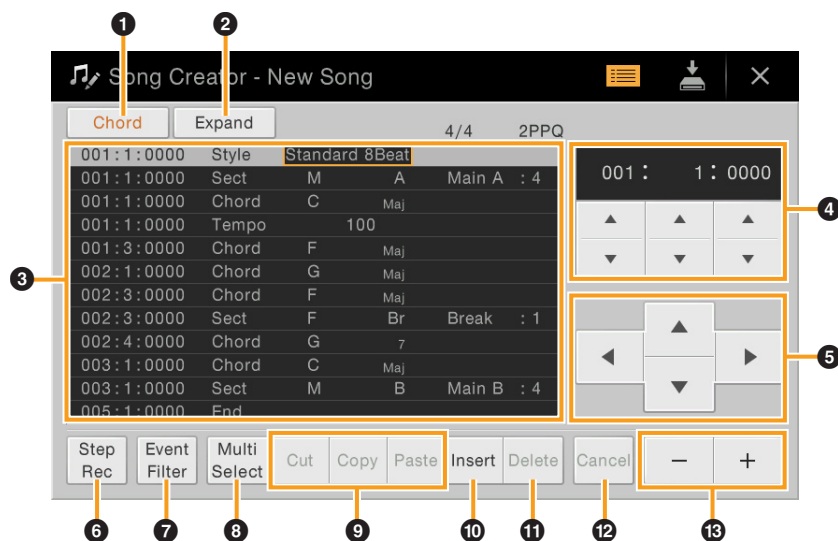 1 2
Song Creator - New Song
Chord Expand 4/4 2PPQ
001:1:0000 Style Standard 8Beat
001:1:0000 Sect M A Main A : 4
001:1:0000 Chord C Maj
001:1:0000 Tempo 100
001:3:0000 Chord F Maj
002:1:0000 Chord G Maj
002:3:0000 Chord F Maj
002:3:0000 Sect F Br Break : 1
002:4:0000 Chord G 7
003:1:0000 Chord C Maj
003:1:0000 Sect M B Main B : 4
005:1:0000 End
3
001 : 1 : 0000
4
5
Step Rec
Event Filter
Multi Select
Cut Copy Paste Insert Delete Cancel − +
6 7 8 9 10 11 12 13